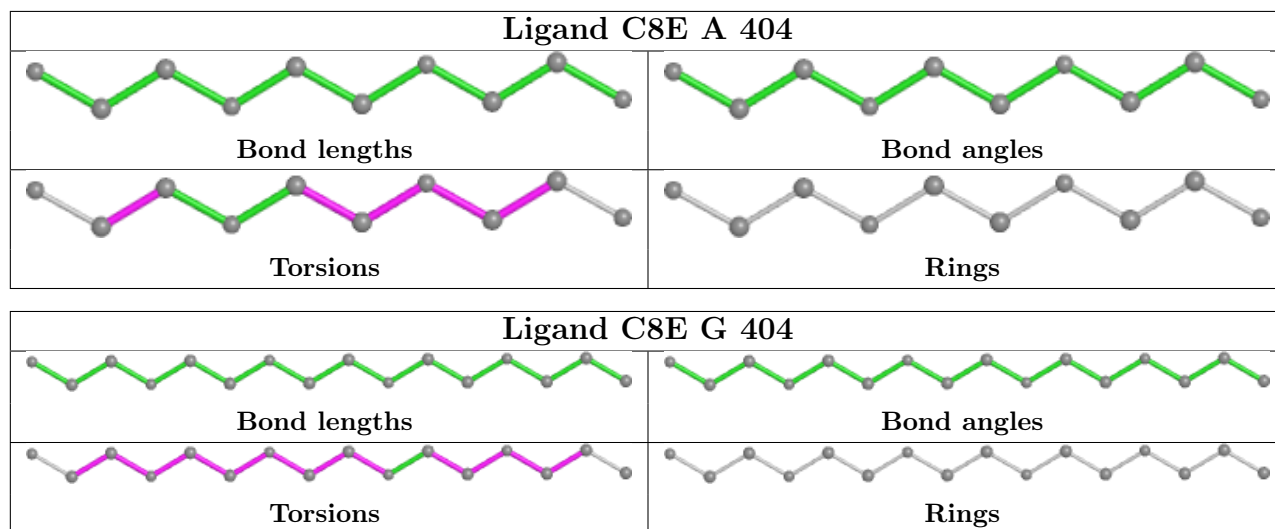 Ligand C8E A 404
Bond lengths
Bond angles
Torsions
Rings
Ligand C8E G 404
Bond lengths
Bond angles
Torsions
Rings